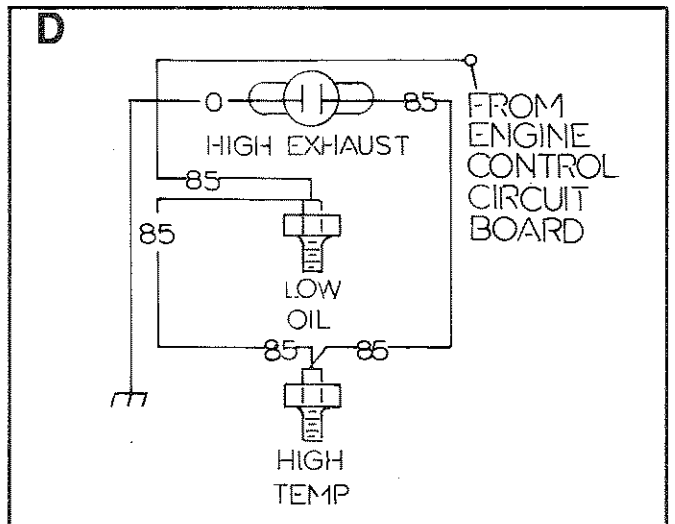 D
0
85
HIGH EXHAUST
FROM
ENGINE
CONTROL
CIRCUIT
BOARD
85
85
LOW
OIL
85
85
HIGH
TEMP